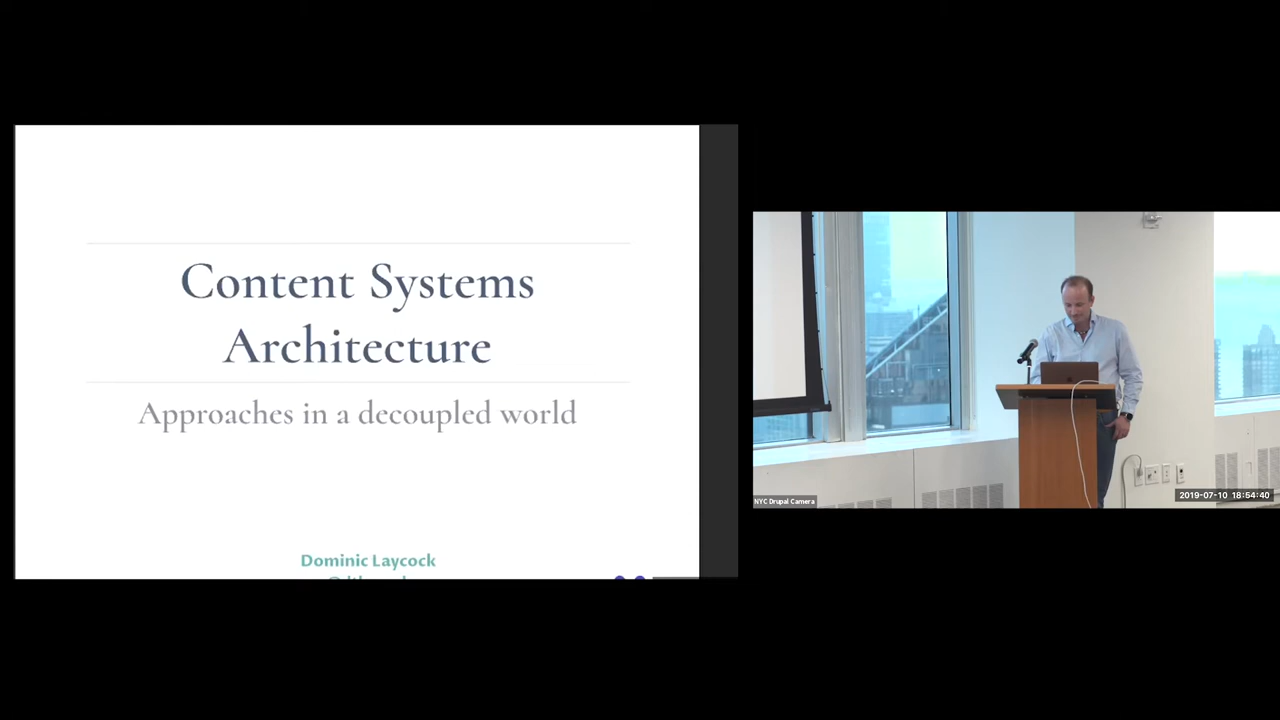 Content Systems
Architecture
Approaches in a decoupled world
Dominic Laycock
NYC Drupal Camera
2019-07-10 18:54:40